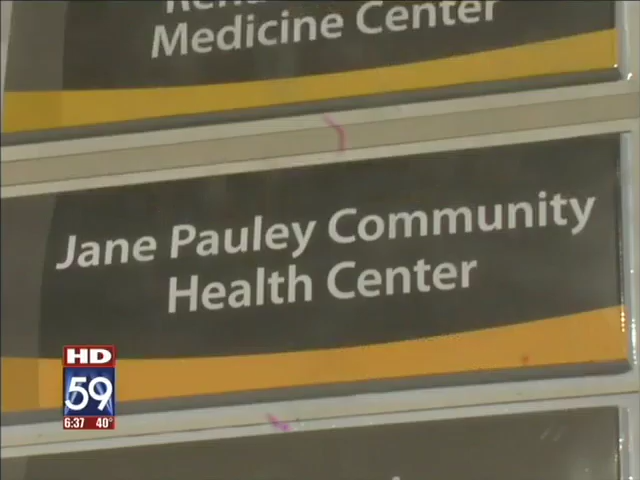 Medicine Center
Jane Pauley Community
Health Center
HD
59
6:37 40°